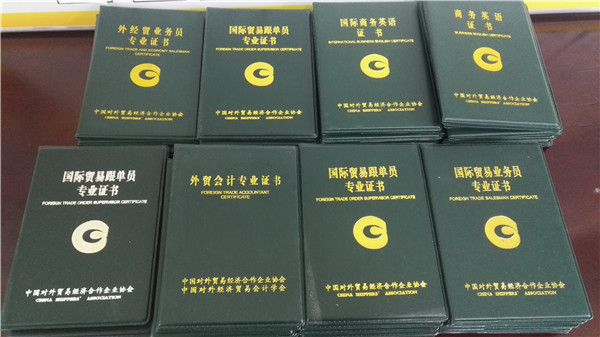 外经贸业务员
专业证书
FOREIGN TRADE AND ECONOMY SALESMAN
CERTIFICATE
中国对外贸易经济合作企业协会
CHINA SHIPPERS' ASSOCIATION
国际贸易跟单员
专业证书
FOREIGN TRADE ORDER SUPERVISOR CERTIFICATE
中国对外贸易经济合作企业协会
CHINA SHIPPERS' ASSOCIATION
国际商务英语
证书
INTERNATIONAL BUSINESS ENGLISH CERTIFICATE
中国对外贸易经济合作企业协会
CHINA SHIPPERS' ASSOCIATION
商务英语
证书
BUSINESS ENGLISH CERTIFICATE
中国对外贸易经济合作企业协会
CHINA SHIPPERS' ASSOCIATION
国际贸易跟单员
专业证书
FOREIGN TRADE ORDER SUPERVISOR CERTIFICATE
中国对外贸易经济合作企业协会
CHINA SHIPPERS' ASSOCIATION
外贸会计专业证书
FOREIGN TRADE ACCOUNTANT
CERTIFICATE
中国对外贸易经济合作企业协会
中国对外经济贸易会计学会
国际贸易跟单员
专业证书
FOREIGN TRADE ORDER SUPERVISOR CERTIFICATE
中国对外贸易经济合作企业协会
CHINA SHIPPERS' ASSOCIATION
国际贸易业务员
专业证书
FOREIGN TRADE SALESMAN CERTIFICATE
中国对外贸易经济合作企业协会
CHINA SHIPPERS' ASSOCIATION